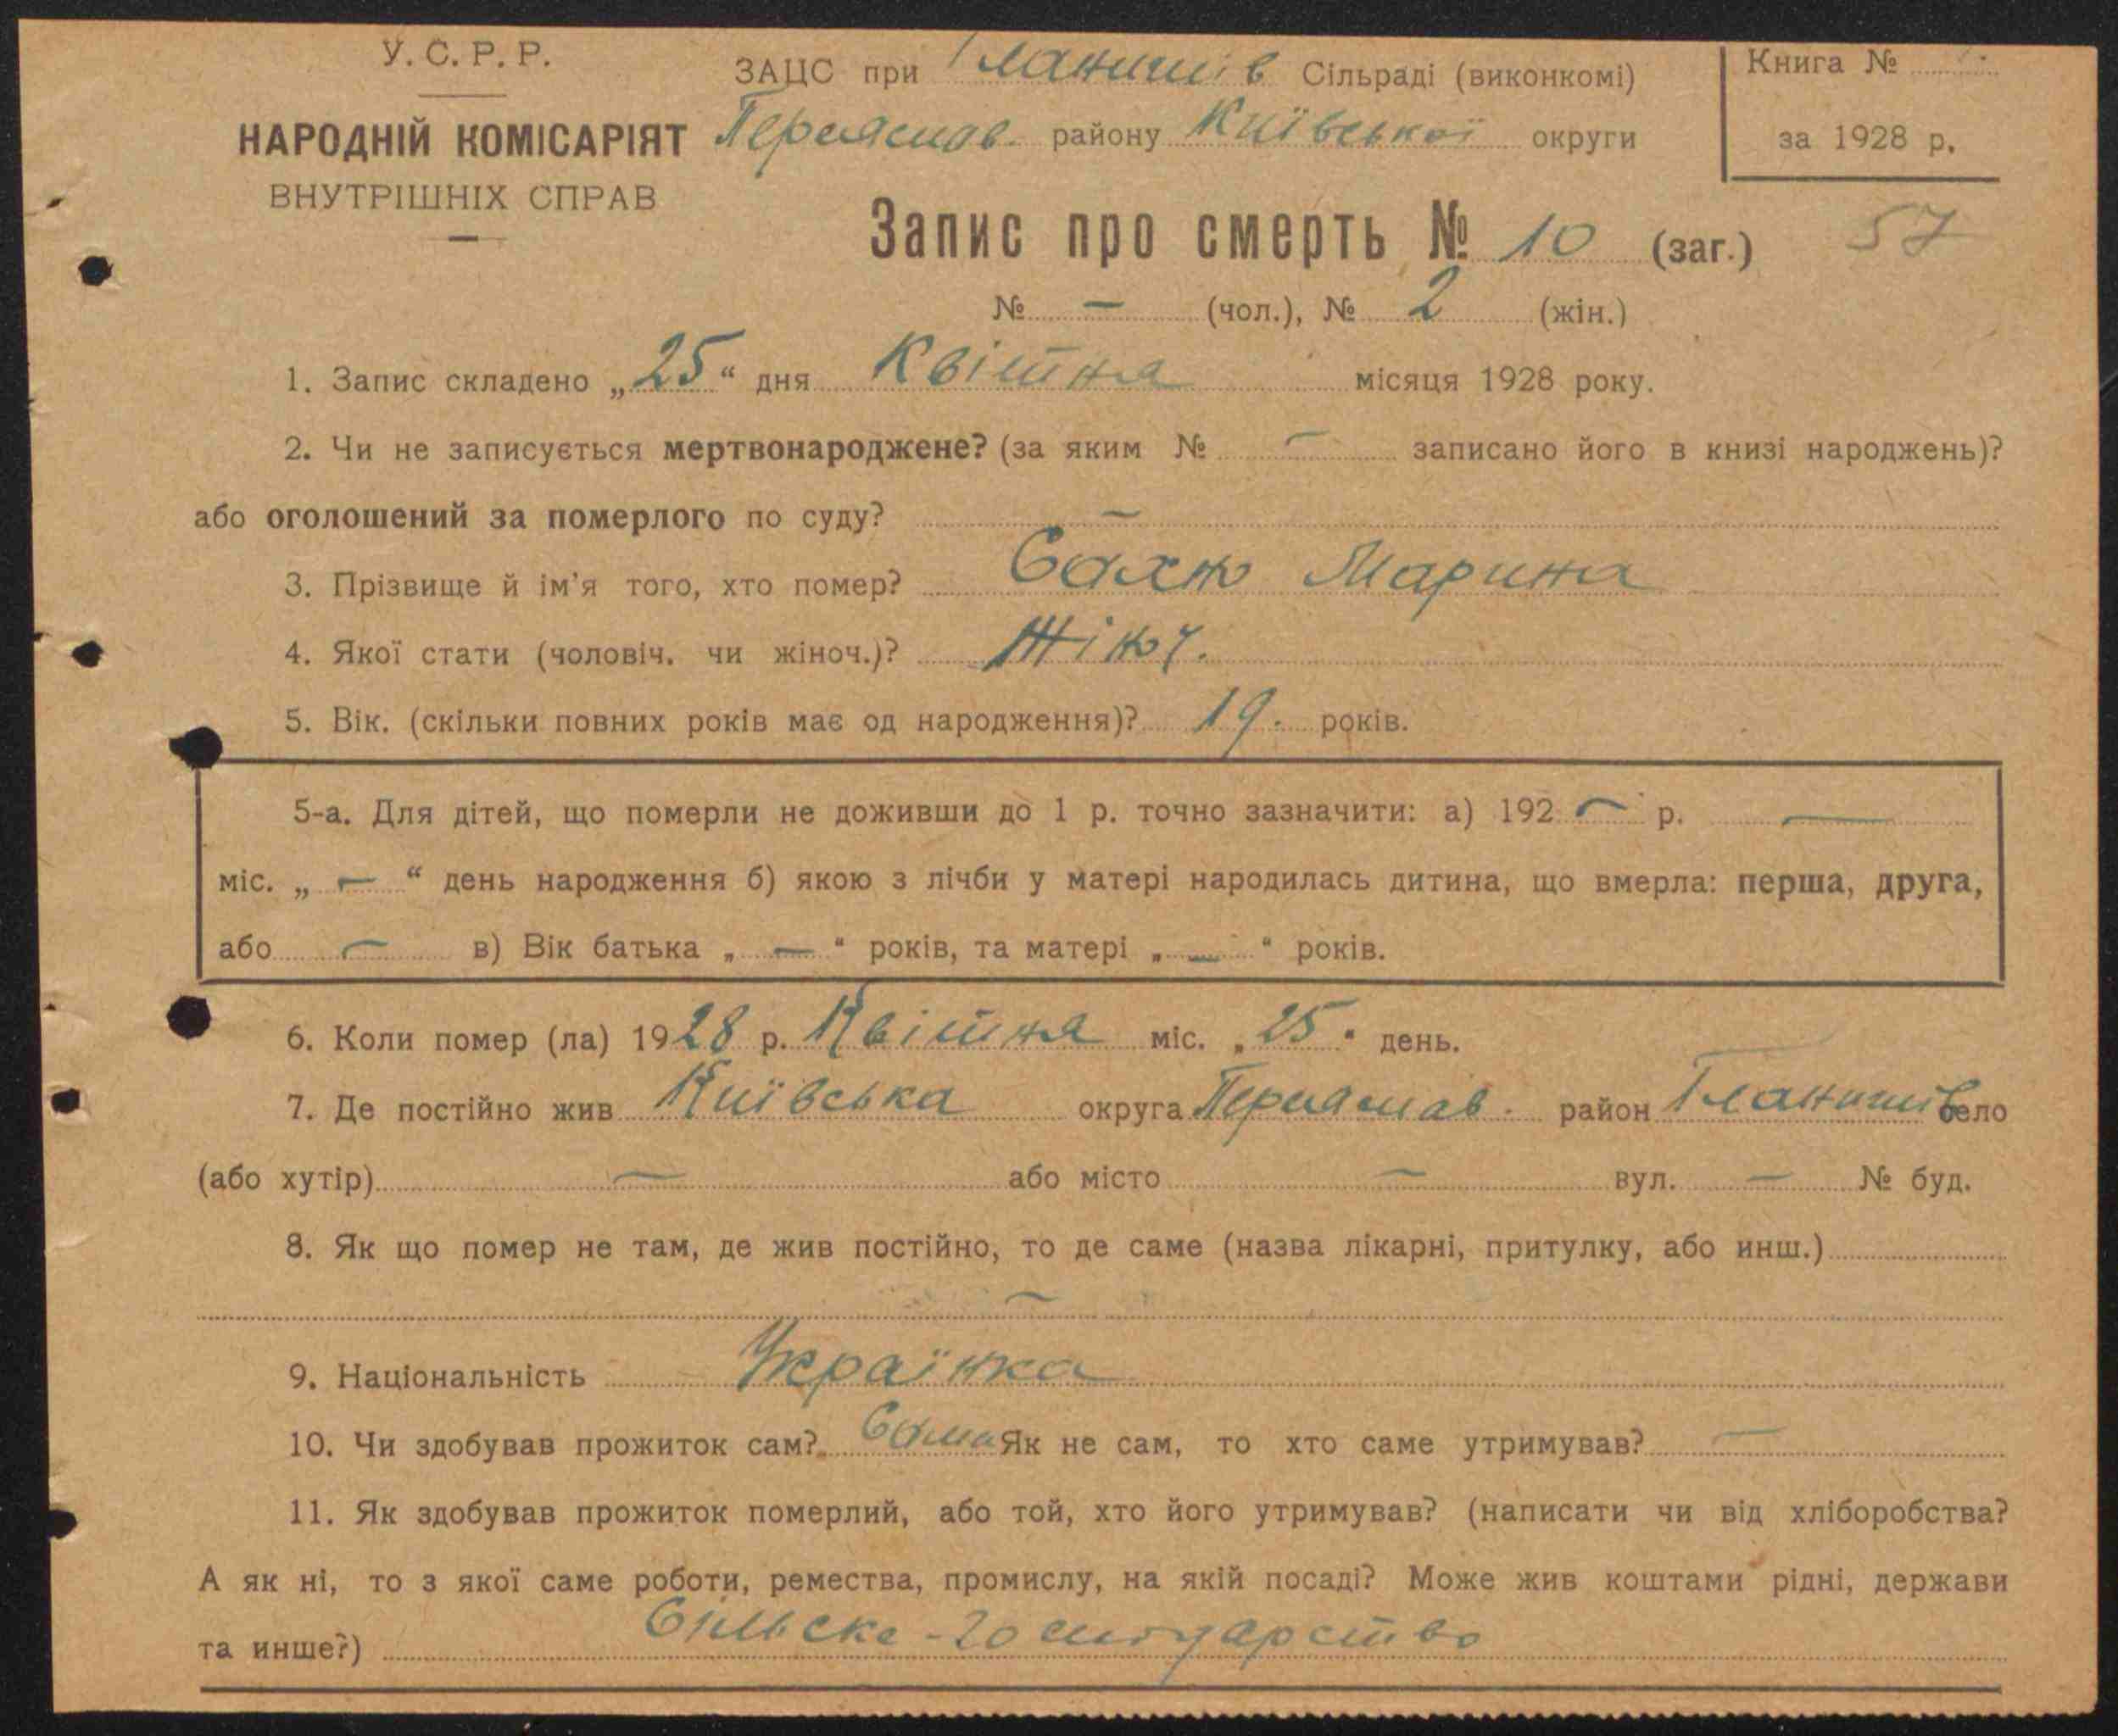 У. С. Р. Р.
НАРОДНІЙ КОМІСАРІЯТ
ВНУТРІШНІХ СПРАВ
ЗАЦС при Гланишів Сільраді (виконкомі)
Переяслав. району Київської округи
Книга №
за 1928 р.
Запис про смерть № 10 (заг.)
57
№ — (чол.), № 2 (жін.)
1. Запис складено „25“ дня Квітня місяця 1928 року.
2. Чи не записується мертвонароджене? (за яким № — записано його в книзі народжень)?
або оголошений за померлого по суду? —
3. Прізвище й ім'я того, хто помер? Сахно Марина
4. Якої стати (чоловіч. чи жіноч.)? Жіноч.
5. Вік. (скільки повних років має од народження)? 19. років.
5-а. Для дітей, що померли не доживши до 1 р. точно зазначити: а) 192 — р. —
міс. „ — “ день народження б) якою з лічби у матері народилась дитина, що вмерла: перша, друга,
або — в) Вік батька „ — “ років, та матері „ — “ років.
6. Коли помер (ла) 1928 р. Квітня міс. „25“ день.
7. Де постійно жив Київська округа Переяслав. район Гланишів село
(або хутір) — або місто — вул. — № буд.
8. Як що помер не там, де жив постійно, то де саме (назва лікарні, притулку, або инш.)
—
9. Національність Українка
10. Чи здобував прожиток сам? Сама Як не сам, то хто саме утримував? —
11. Як здобував прожиток померлий, або той, хто його утримував? (написати чи від хліборобства?
А як ні, то з якої саме роботи, ремества, промислу, на якій посаді? Може жив коштами рідні, держави
та инше?) Сільске-господарство